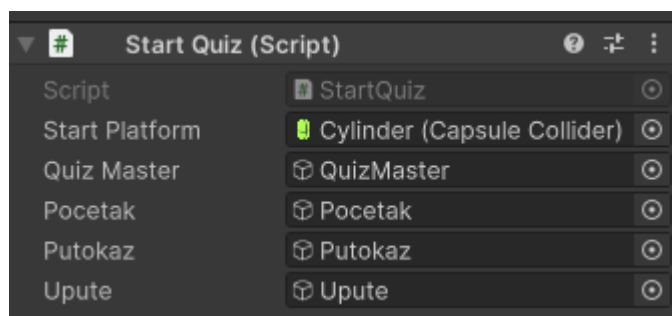 # Start Quiz (Script) ?
Script # StartQuiz
Start Platform Cylinder (Capsule Collider)
Quiz Master QuizMaster
Pocetak Pocetak
Putokaz Putokaz
Upute Upute